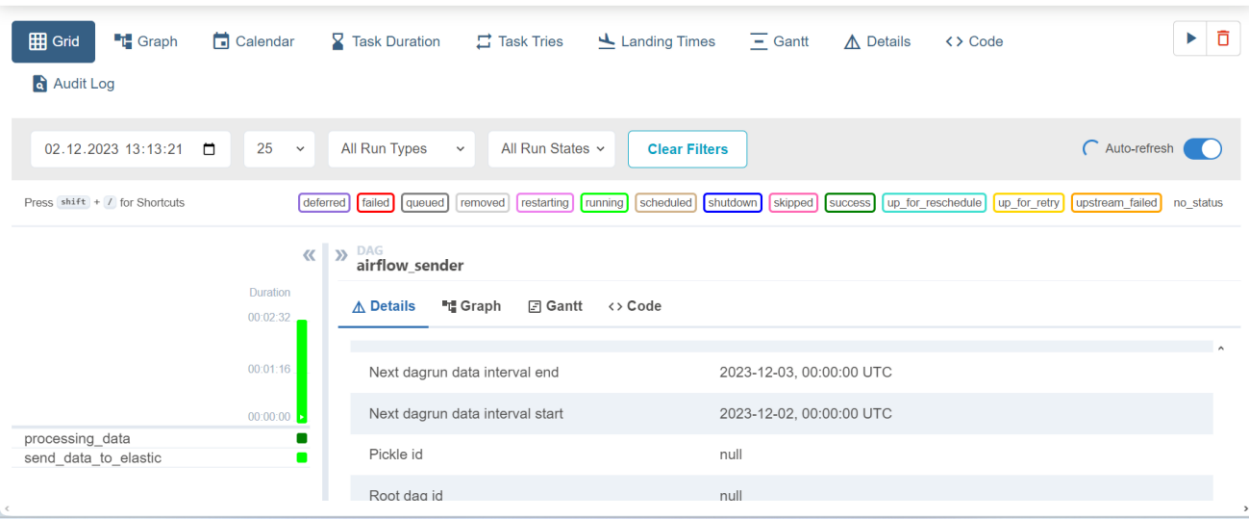 Grid Graph Calendar Task Duration Task Tries Landing Times Gantt Details <> Code
Audit Log
02.12.2023 13:13:21 25 All Run Types All Run States Clear Filters Auto-refresh
Press shift + / for Shortcuts deferred failed queued removed restarting running scheduled shutdown skipped success up_for_reschedule up_for_retry upstream_failed no_status
DAG
airflow_sender
Duration
00:02:32
00:01:16
00:00:00
processing_data
send_data_to_elastic
Details Graph Gantt <> Code
Next dagrun data interval end 2023-12-03, 00:00:00 UTC
Next dagrun data interval start 2023-12-02, 00:00:00 UTC
Pickle id null
Root dag id null